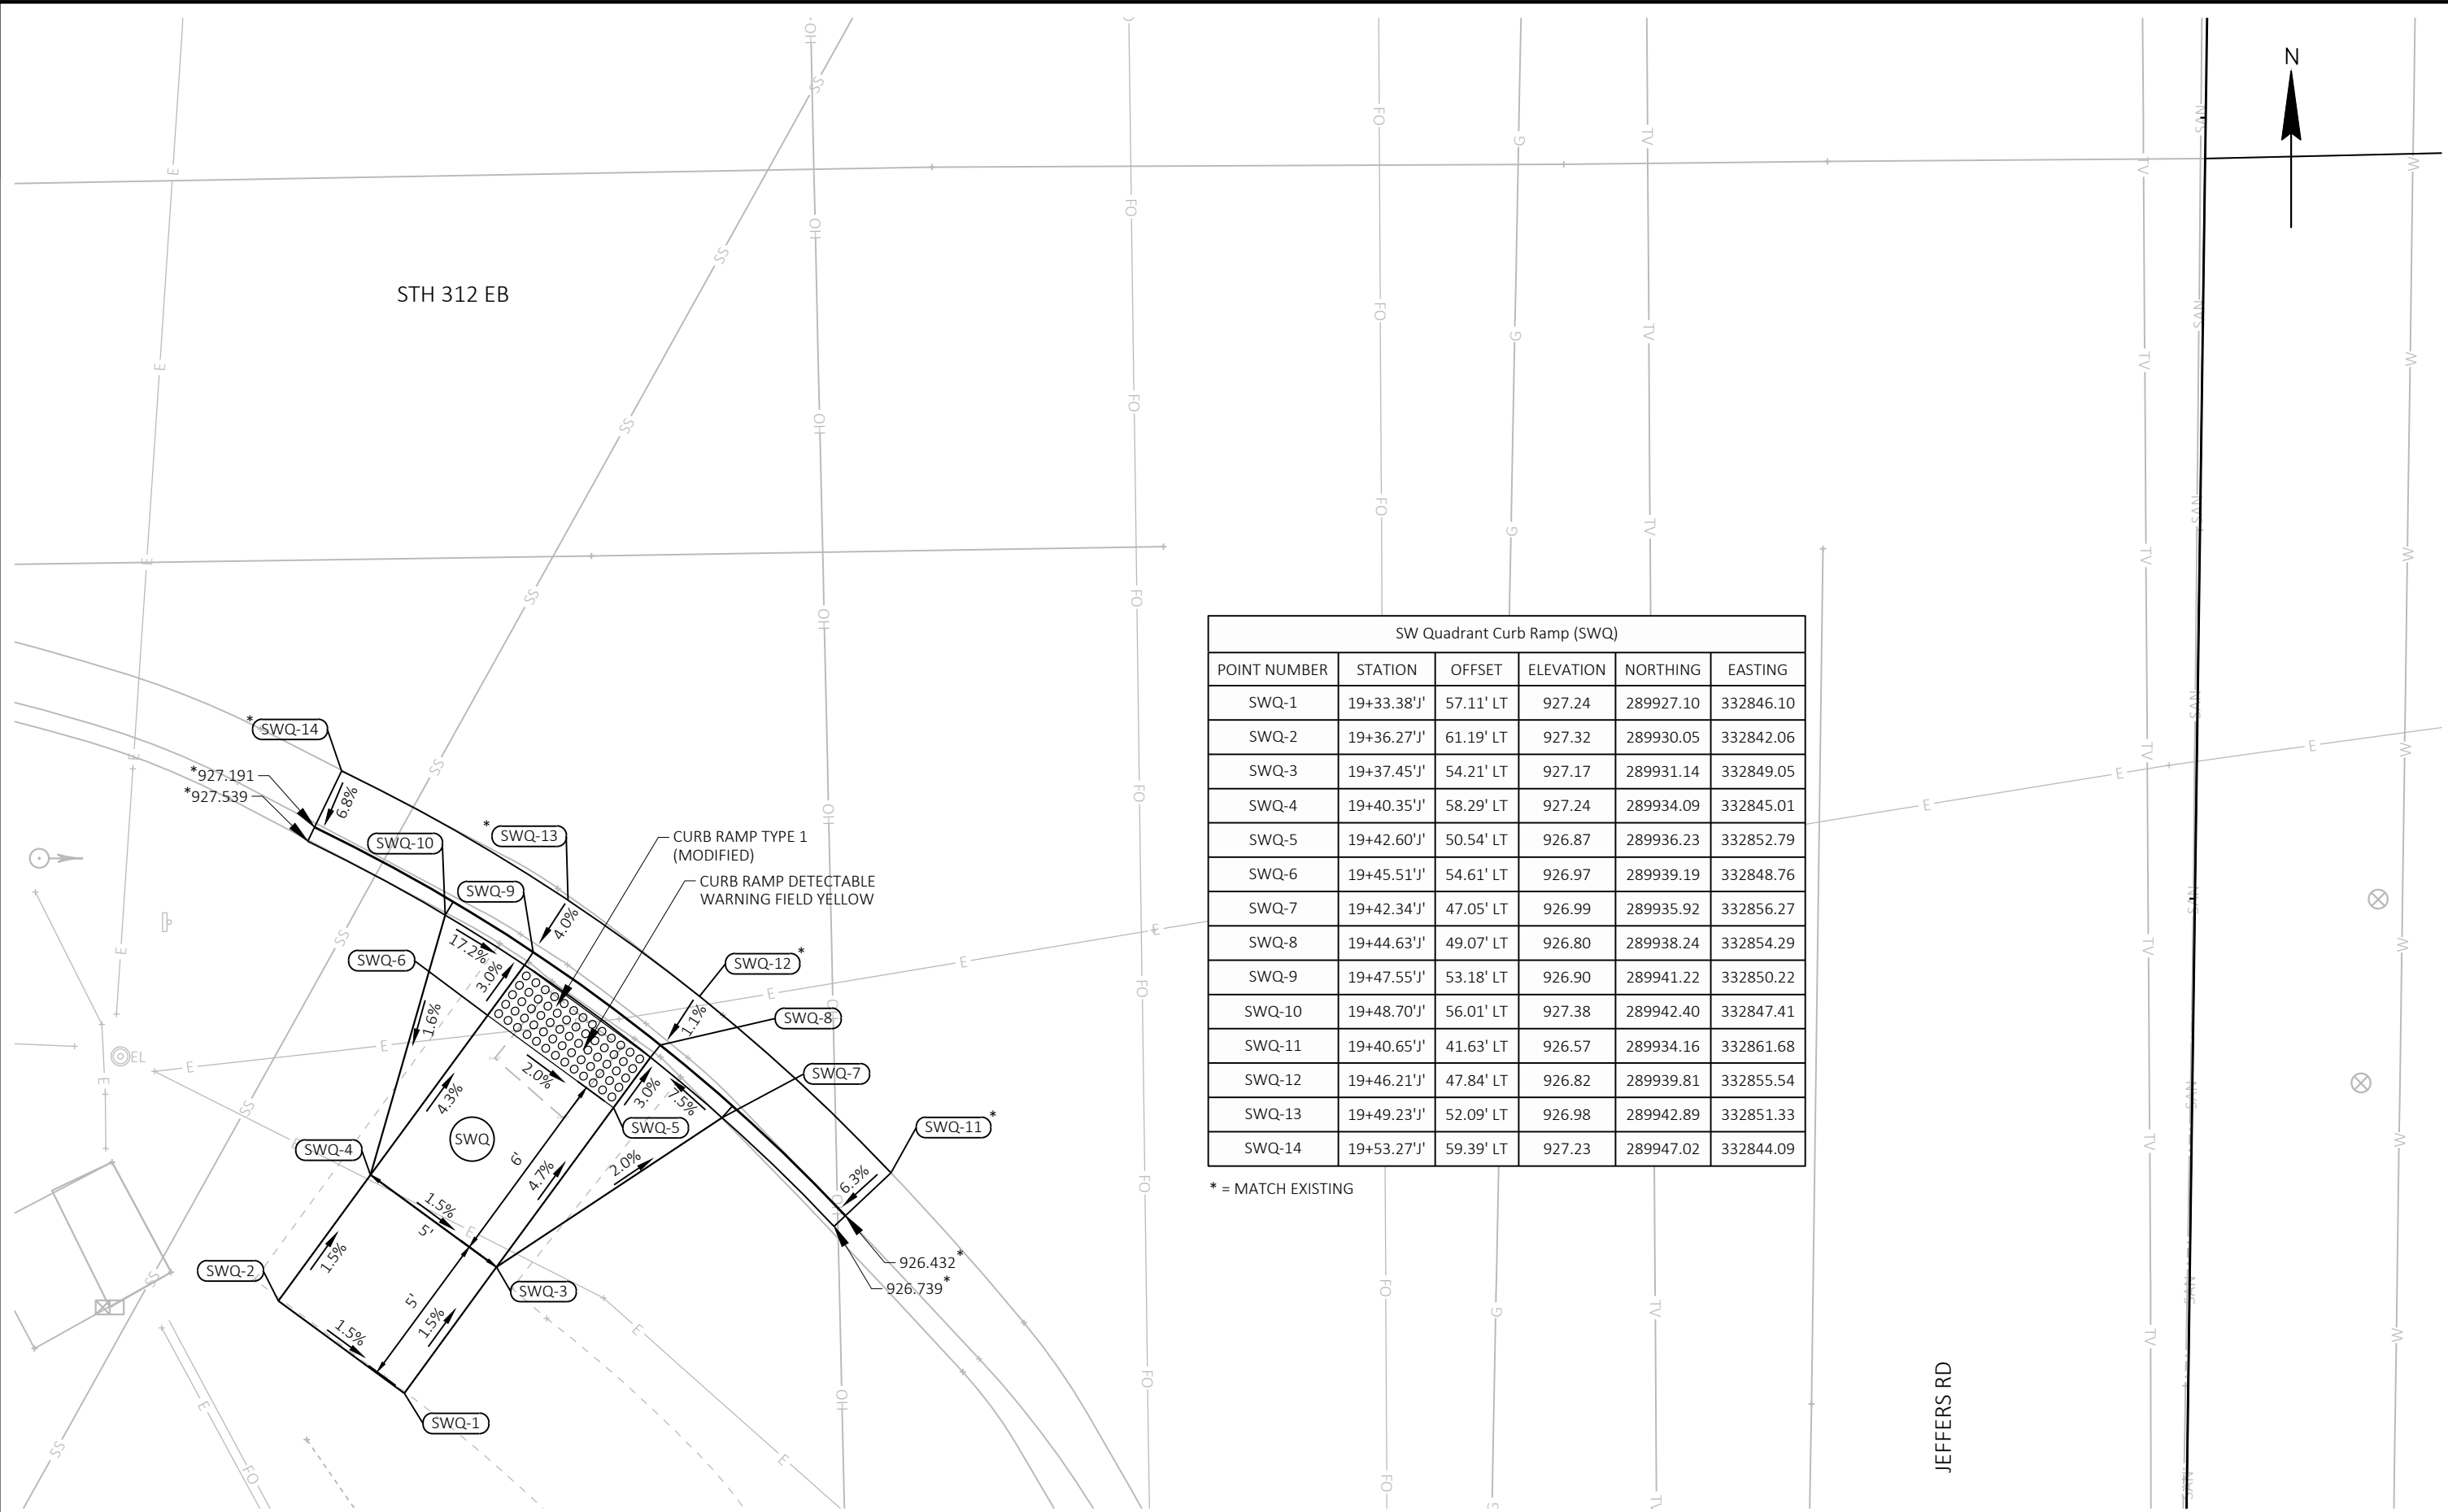 N
STH 312 EB
SW Quadrant Curb Ramp (SWQ)
POINT NUMBER STATION OFFSET ELEVATION NORTHING EASTING
SWQ-1 19+33.38'J' 57.11' LT 927.24 289927.10 332846.10
SWQ-2 19+36.27'J' 61.19' LT 927.32 289930.05 332842.06
SWQ-3 19+37.45'J' 54.21' LT 927.17 289931.14 332849.05
SWQ-4 19+40.35'J' 58.29' LT 927.24 289934.09 332845.01
SWQ-5 19+42.60'J' 50.54' LT 926.87 289936.23 332852.79
SWQ-6 19+45.51'J' 54.61' LT 926.97 289939.19 332848.76
SWQ-7 19+42.34'J' 47.05' LT 926.99 289935.92 332856.27
SWQ-8 19+44.63'J' 49.07' LT 926.80 289938.24 332854.29
SWQ-9 19+47.55'J' 53.18' LT 926.90 289941.22 332850.22
SWQ-10 19+48.70'J' 56.01' LT 927.38 289942.40 332847.41
SWQ-11 19+40.65'J' 41.63' LT 926.57 289934.16 332861.68
SWQ-12 19+46.21'J' 47.84' LT 926.82 289939.81 332855.54
SWQ-13 19+49.23'J' 52.09' LT 926.98 289942.89 332851.33
SWQ-14 19+53.27'J' 59.39' LT 927.23 289947.02 332844.09
* = MATCH EXISTING
* SWQ-14
*927.191
*927.539
6.8%
* SWQ-13
SWQ-10
CURB RAMP TYPE 1
(MODIFIED)
SWQ-9
CURB RAMP DETECTABLE
WARNING FIELD YELLOW
4.0%
17.2%
SWQ-6
3.0%
SWQ-12 *
1.6%
1.1%
SWQ-8
EL
2.0%
SWQ-7
4.3%
3.0%
7.5%
SWQ
SWQ-5
SWQ-11 *
SWQ-4
6'
4.7%
2.0%
6.3%
1.5%
5'
1.5%
SWQ-2
926.432*
926.739*
SWQ-3
5'
1.5%
1.5%
SWQ-1
JEFFERS RD
E
SS
OH
FO
G
TV
SAN
W